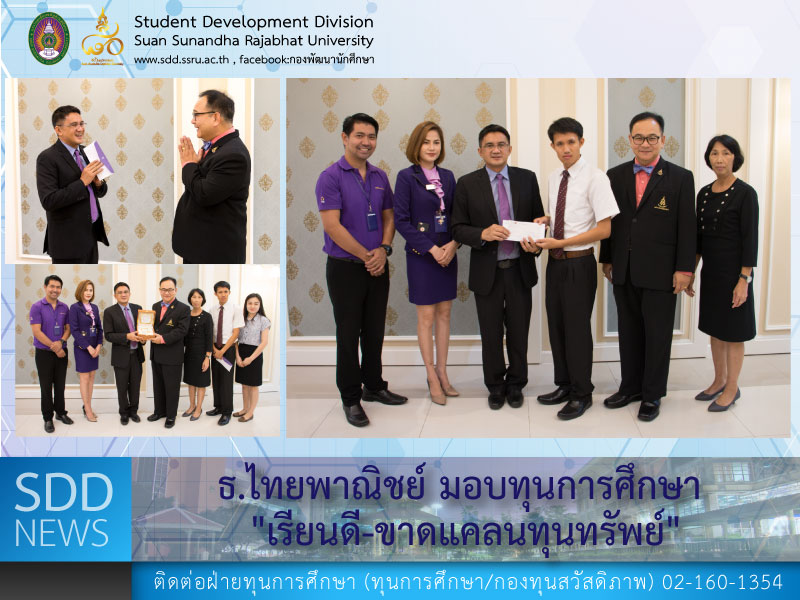 Student Development Division
Suan Sunandha Rajabhat University
www.sdd.ssru.ac.th , facebook:กองพัฒนานักศึกษา
SDD
NEWS
ธ.ไทยพาณิชย์ มอบทุนการศึกษา
"เรียนดี-ขาดแคลนทุนทรัพย์"
ติดต่อฝ่ายทุนการศึกษา (ทุนการศึกษา/กองทุนสวัสดิภาพ) 02-160-1354